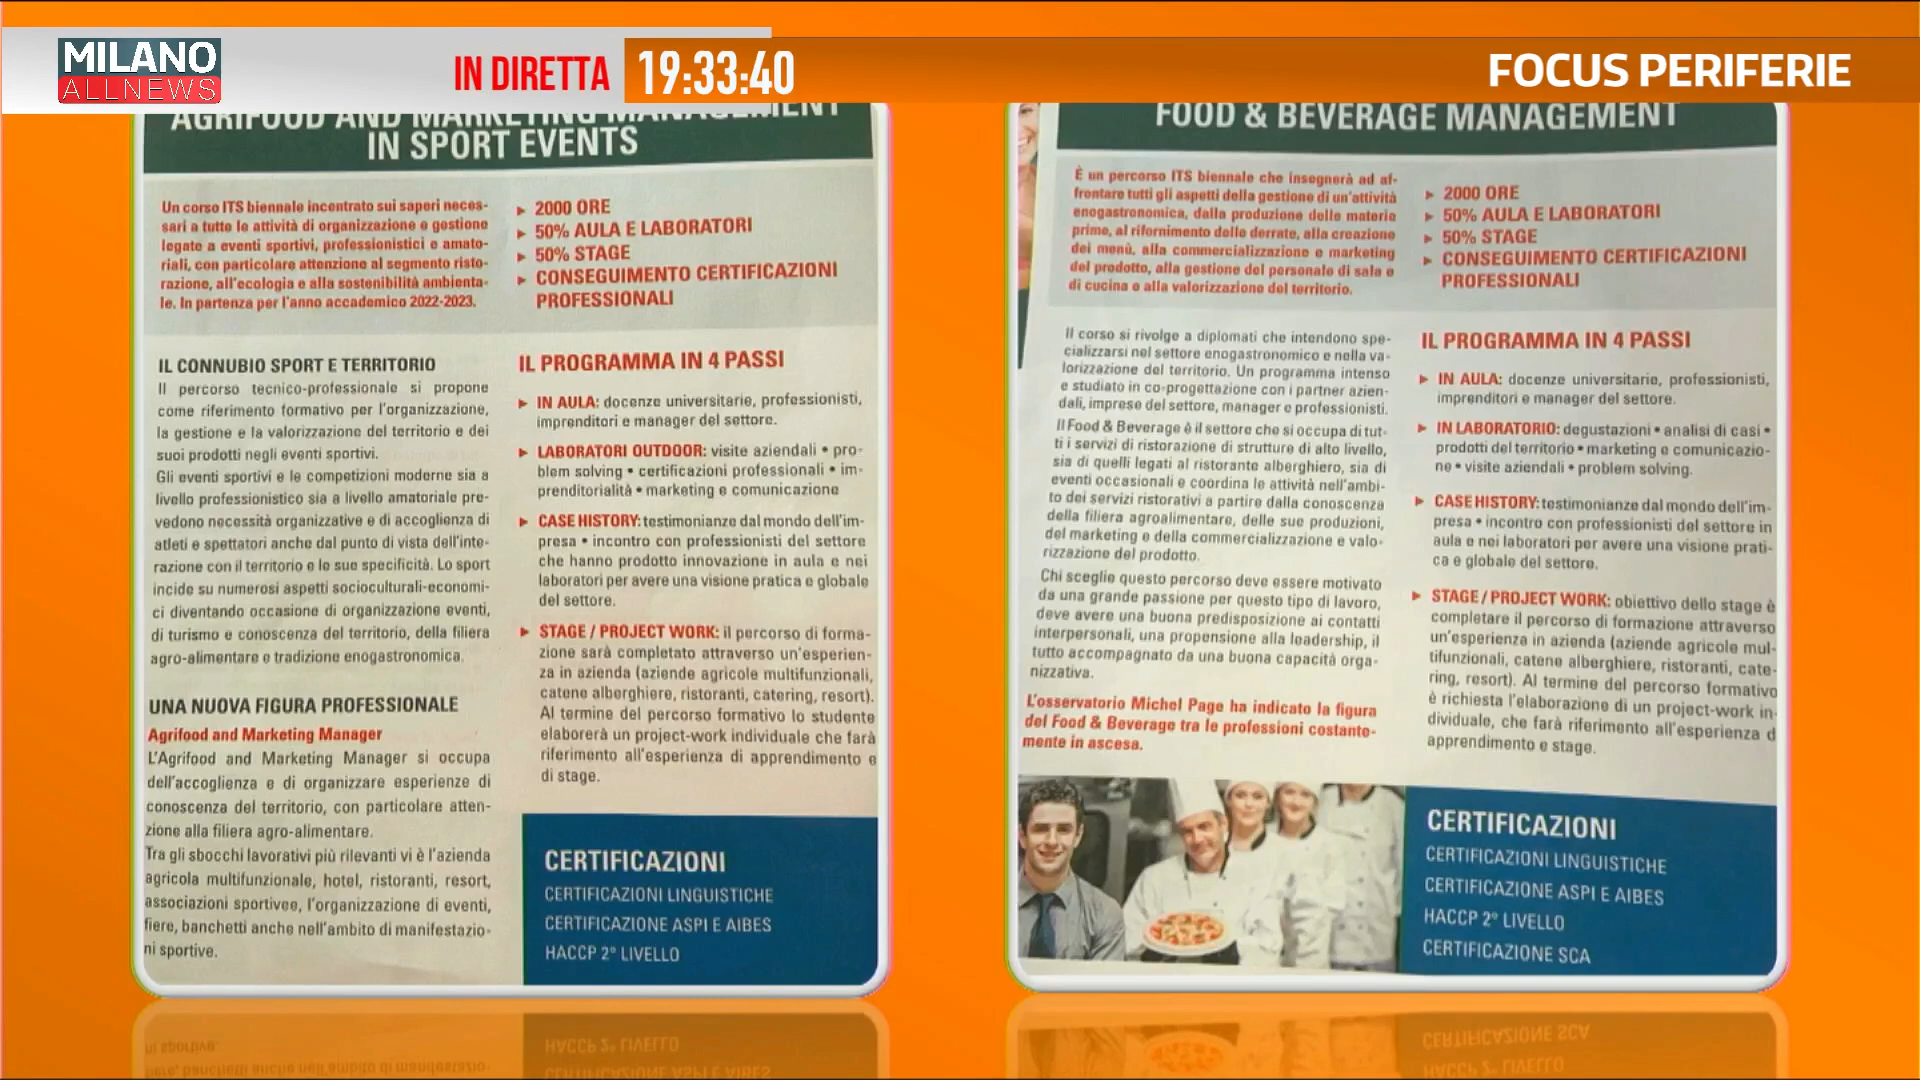 MILANO
ALLNEWS
IN DIRETTA
19:33:40
FOCUS PERIFERIE
AGRIFOOD AND MARKETING MANAGEMENT
IN SPORT EVENTS
Un corso ITS biennale incentrato sui saperi neces-
sari a tutte le attività di organizzazione e gestione
legate a eventi sportivi, professionistici e amato-
riali, con particolare attenzione al segmento risto-
razione, all'ecologia e alla sostenibilità ambienta-
le. In partenza per l'anno accademico 2022-2023.
▸ 2000 ORE
▸ 50% AULA E LABORATORI
▸ 50% STAGE
▸ CONSEGUIMENTO CERTIFICAZIONI
PROFESSIONALI
IL CONNUBIO SPORT E TERRITORIO
Il percorso tecnico-professionale si propone
come riferimento formativo per l'organizzazione,
la gestione e la valorizzazione del territorio e dei
suoi prodotti negli eventi sportivi.
Gli eventi sportivi e le competizioni moderne sia a
livello professionistico sia a livello amatoriale pre-
vedono necessità organizzative e di accoglienza di
atleti e spettatori anche dal punto di vista dell'inte-
razione con il territorio e le sue specificità. Lo sport
incide su numerosi aspetti socioculturali-economi-
ci diventando occasione di organizzazione eventi,
di turismo e conoscenza del territorio, della filiera
agro-alimentare e tradizione enogastronomica.
UNA NUOVA FIGURA PROFESSIONALE
Agrifood and Marketing Manager
L'Agrifood and Marketing Manager si occupa
dell'accoglienza e di organizzare esperienze di
conoscenza del territorio, con particolare atten-
zione alla filiera agro-alimentare.
Tra gli sbocchi lavorativi più rilevanti vi è l'azienda
agricola multifunzionale, hotel, ristoranti, resort,
associazioni sportivee, l'organizzazione di eventi,
fiere, banchetti anche nell'ambito di manifestazio-
ni sportive.
IL PROGRAMMA IN 4 PASSI
▸ IN AULA: docenze universitarie, professionisti,
imprenditori e manager del settore.
▸ LABORATORI OUTDOOR: visite aziendali • pro-
blem solving • certificazioni professionali • im-
prenditorialità • marketing e comunicazione
▸ CASE HISTORY: testimonianze dal mondo dell'im-
presa • incontro con professionisti del settore
che hanno prodotto innovazione in aula e nei
laboratori per avere una visione pratica e globale
del settore.
▸ STAGE / PROJECT WORK: il percorso di forma-
zione sarà completato attraverso un'esperien-
za in azienda (aziende agricole multifunzionali,
catene alberghiere, ristoranti, catering, resort).
Al termine del percorso formativo lo studente
elaborerà un project-work individuale che farà
riferimento all'esperienza di apprendimento e
di stage.
CERTIFICAZIONI
CERTIFICAZIONI LINGUISTICHE
CERTIFICAZIONE ASPI E AIBES
HACCP 2° LIVELLO
FOOD & BEVERAGE MANAGEMENT
È un percorso ITS biennale che insegnerà ad af-
frontare tutti gli aspetti della gestione di un'attività
enogastronomica, dalla produzione delle materie
prime, al rifornimento delle derrate, alla creazione
dei menù, alla commercializzazione e marketing
del prodotto, alla gestione del personale di sala e
di cucina e alla valorizzazione del territorio.
▸ 2000 ORE
▸ 50% AULA E LABORATORI
▸ 50% STAGE
▸ CONSEGUIMENTO CERTIFICAZIONI
PROFESSIONALI
Il corso si rivolge a diplomati che intendono spe-
cializzarsi nel settore enogastronomico e nella va-
lorizzazione del territorio. Un programma intenso
e studiato in co-progettazione con i partner azien-
dali, imprese del settore, manager e professionisti.
Il Food & Beverage è il settore che si occupa di tut-
ti i servizi di ristorazione di strutture di alto livello,
sia di quelli legati al ristorante alberghiero, sia di
eventi occasionali e coordina le attività nell'ambi-
to dei servizi ristorativi a partire dalla conoscenza
della filiera agroalimentare, delle sue produzioni,
del marketing e della commercializzazione e valo-
rizzazione del prodotto.
Chi sceglie questo percorso deve essere motivato
da una grande passione per questo tipo di lavoro,
deve avere una buona predisposizione ai contatti
interpersonali, una propensione alla leadership, il
tutto accompagnato da una buona capacità orga-
nizzativa.
L'osservatorio Michel Page ha indicato la figura
del Food & Beverage tra le professioni costante-
mente in ascesa.
IL PROGRAMMA IN 4 PASSI
▸ IN AULA: docenze universitarie, professionisti,
imprenditori e manager del settore.
▸ IN LABORATORIO: degustazioni • analisi di casi •
prodotti del territorio • marketing e comunicazio-
ne • visite aziendali • problem solving.
▸ CASE HISTORY: testimonianze dal mondo dell'im-
presa • incontro con professionisti del settore in
aula e nei laboratori per avere una visione prati-
ca e globale del settore.
▸ STAGE / PROJECT WORK: obiettivo dello stage è
completare il percorso di formazione attraverso
un'esperienza in azienda (aziende agricole mul-
tifunzionali, catene alberghiere, ristoranti, cate-
ring, resort). Al termine del percorso formativo
è richiesta l'elaborazione di un project-work in-
dividuale, che farà riferimento all'esperienza d
apprendimento e stage.
CERTIFICAZIONI
CERTIFICAZIONI LINGUISTICHE
CERTIFICAZIONE ASPI E AIBES
HACCP 2° LIVELLO
CERTIFICAZIONE SCA